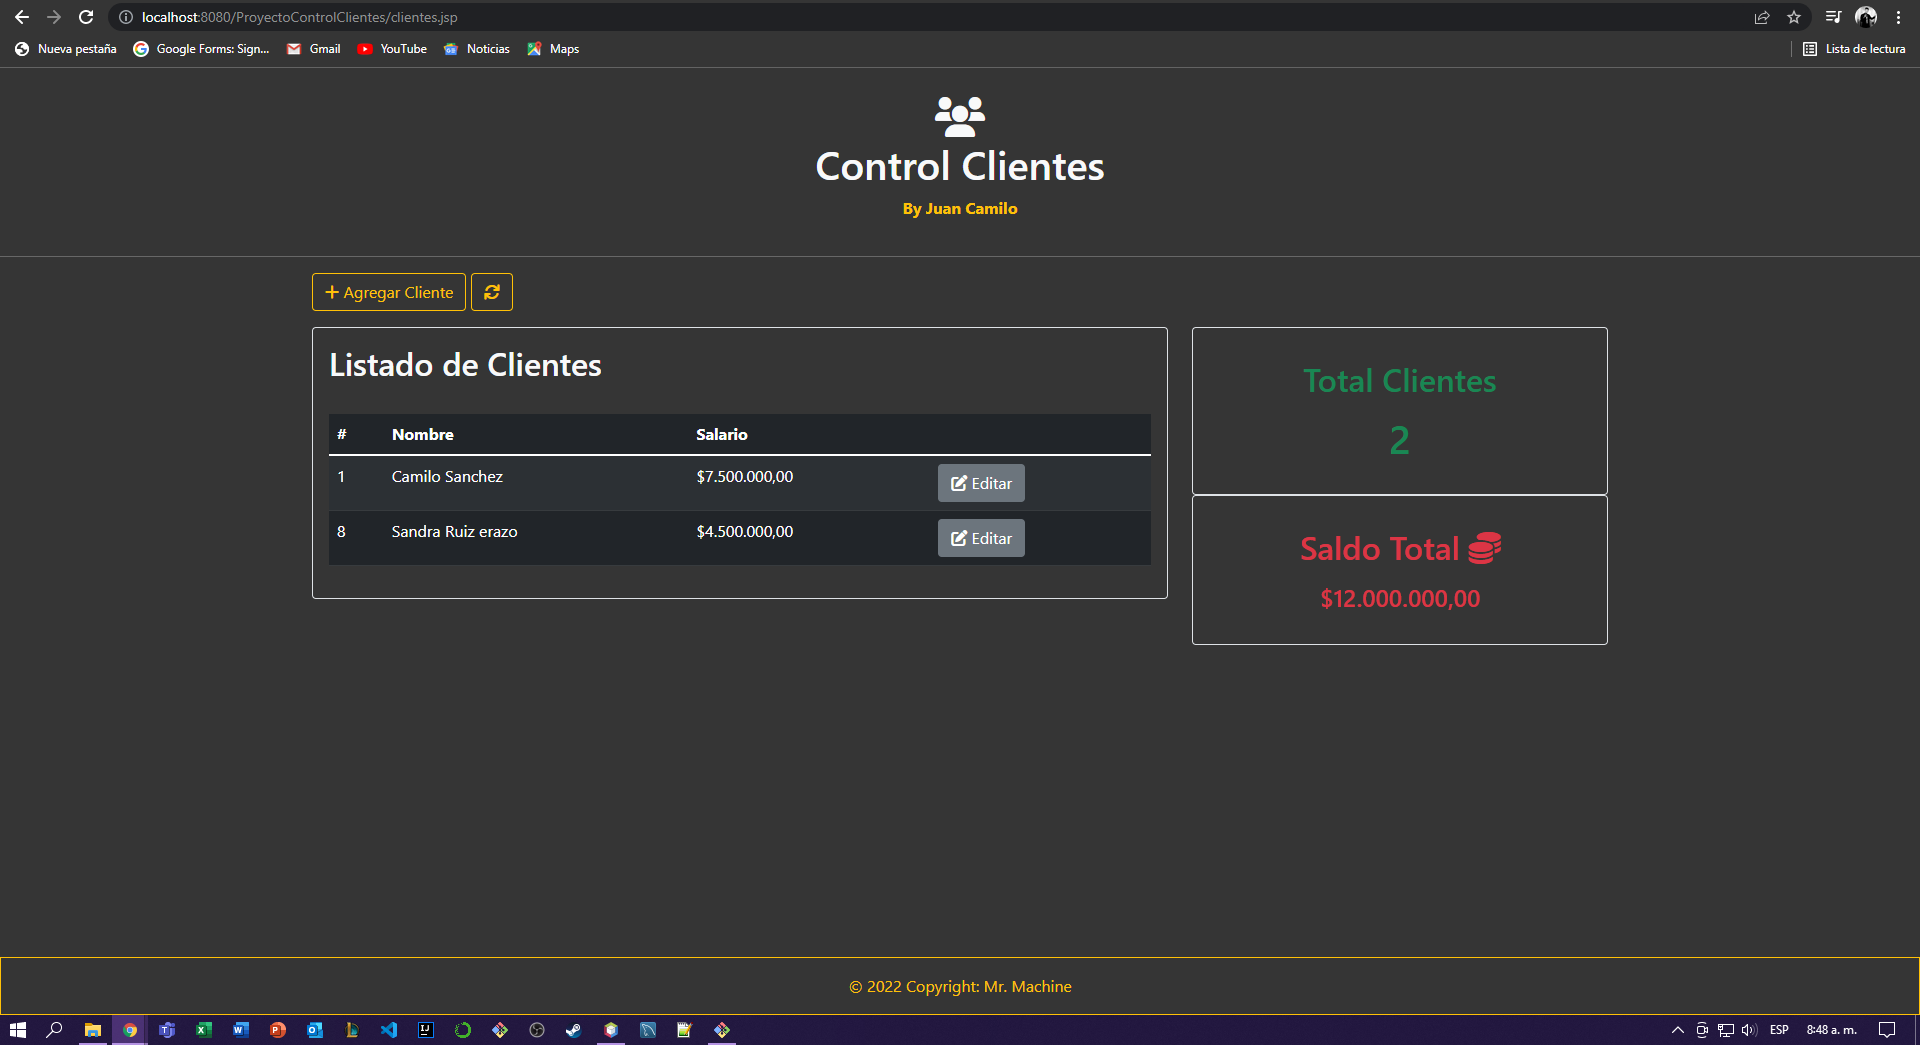 localhost:8080/ProyectoControlClientes/clientes.jsp
Nueva pestaña Google Forms: Sign... Gmail YouTube Noticias Maps Lista de lectura
Control Clientes
By Juan Camilo
Agregar Cliente
Listado de Clientes
# Nombre Salario
1 Camilo Sanchez $7.500.000,00 Editar
8 Sandra Ruiz erazo $4.500.000,00 Editar
Total Clientes
2
Saldo Total
$12.000.000,00
© 2022 Copyright: Mr. Machine
ESP 8:48 a. m.